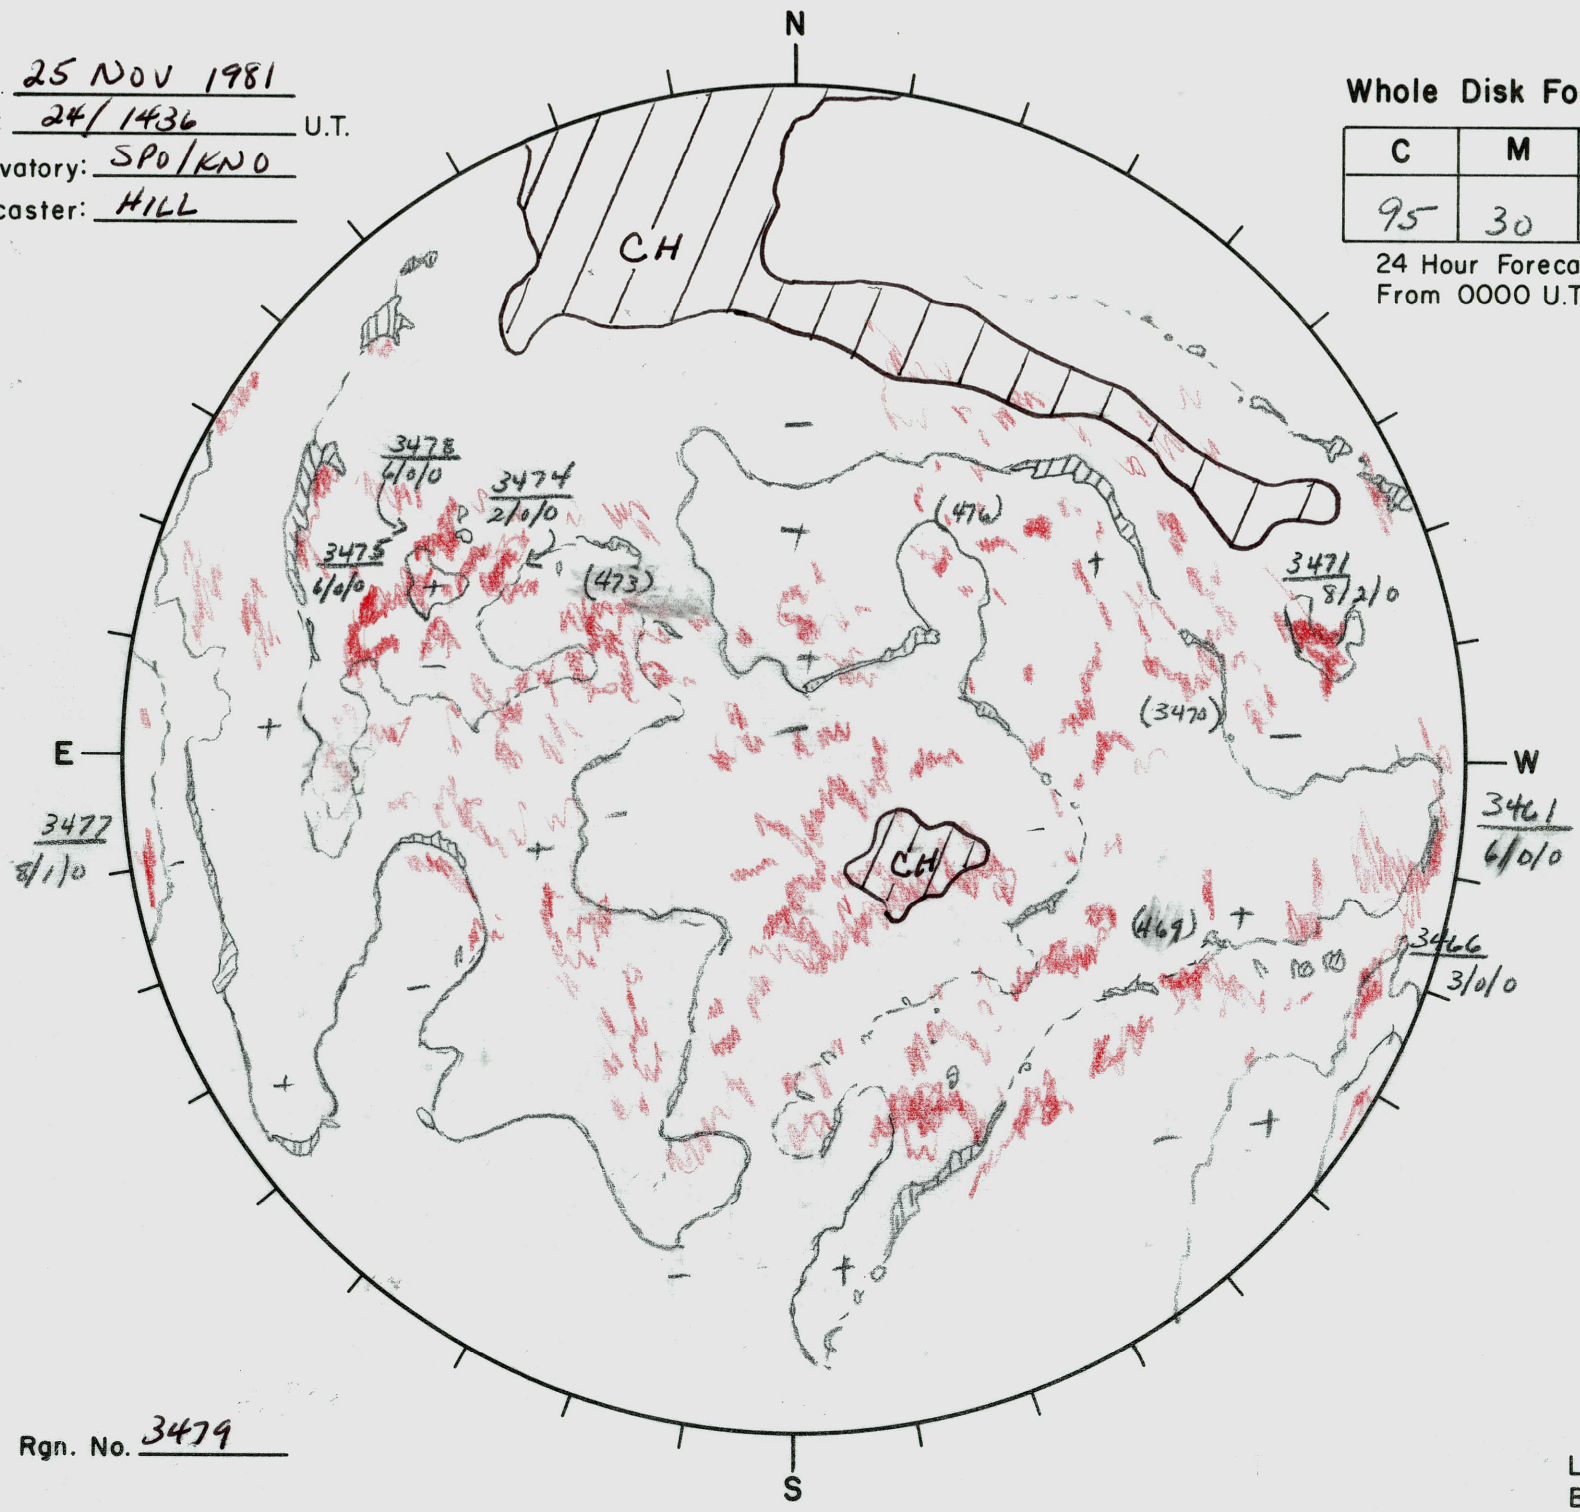 N
25 NOV 1981
24/1436 U.T.
vatory: SPO/KNO
caster: HILL
Whole Disk Fo
C M
95 30
24 Hour Foreca
From 0000 U.T
CH
3478
6/0/0
3474
2/0/0
(476)
3475
6/0/0
(473)
3471
8/2/0
(3470)
E
W
3477
8/1/0
CH
3461
6/0/0
(469)
3466
3/0/0
Rgn. No. 3479
S
L
E